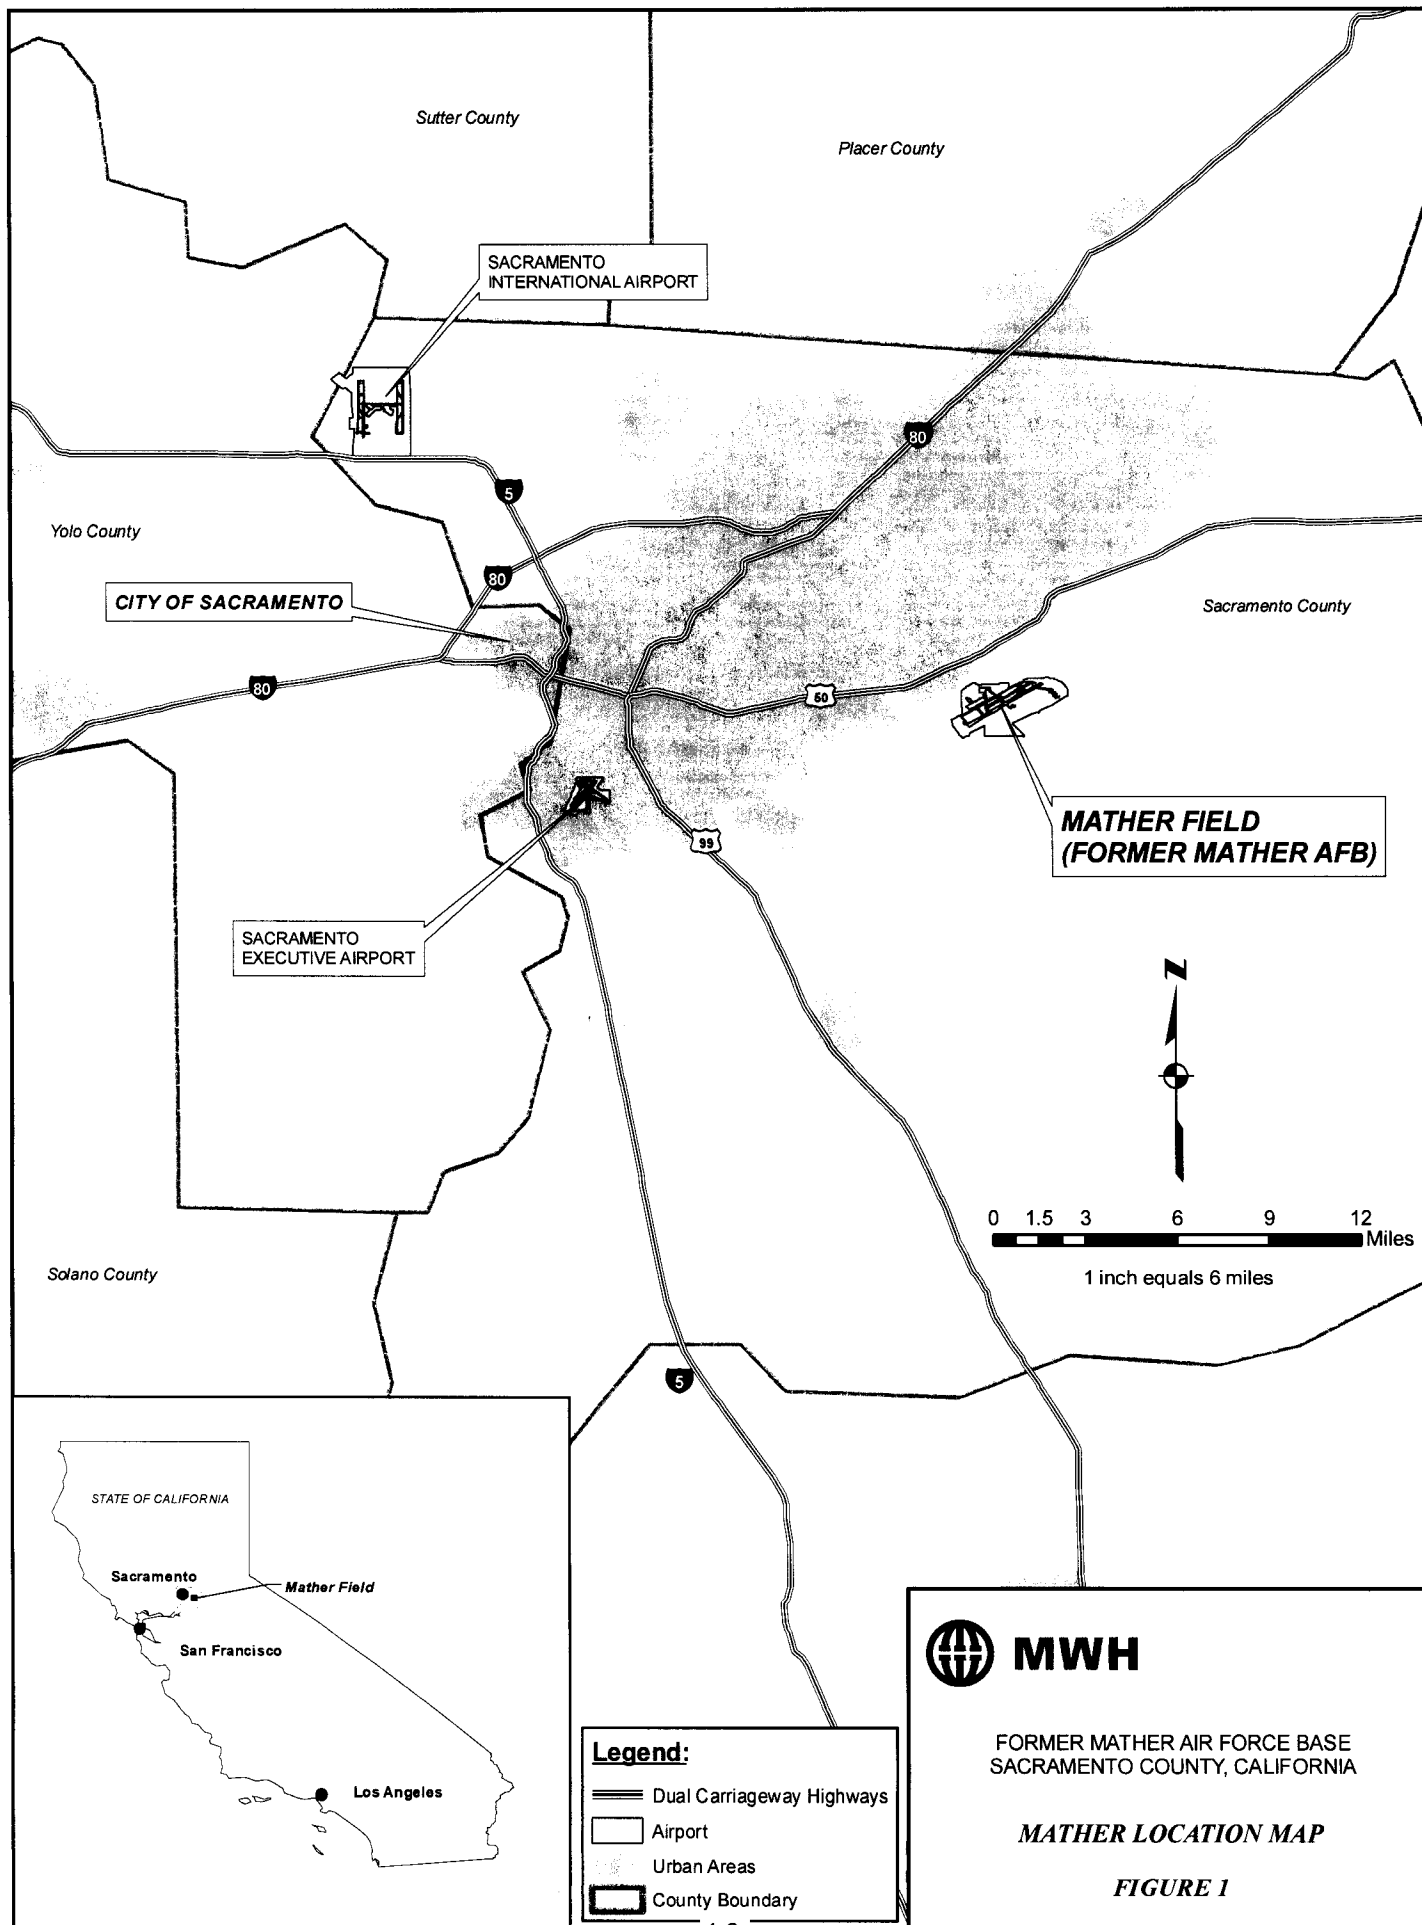 Sutter County
Placer County
SACRAMENTO
INTERNATIONAL AIRPORT
80
5
Yolo County
80
CITY OF SACRAMENTO
Sacramento County
80
50
MATHER FIELD
(FORMER MATHER AFB)
99
SACRAMENTO
EXECUTIVE AIRPORT
N
0 1.5 3 6 9 12
Miles
1 inch equals 6 miles
Solano County
5
STATE OF CALIFORNIA
Sacramento
Mather Field
San Francisco
Los Angeles
Legend:
Dual Carriageway Highways
Airport
Urban Areas
County Boundary
MWH
FORMER MATHER AIR FORCE BASE
SACRAMENTO COUNTY, CALIFORNIA
MATHER LOCATION MAP
FIGURE 1